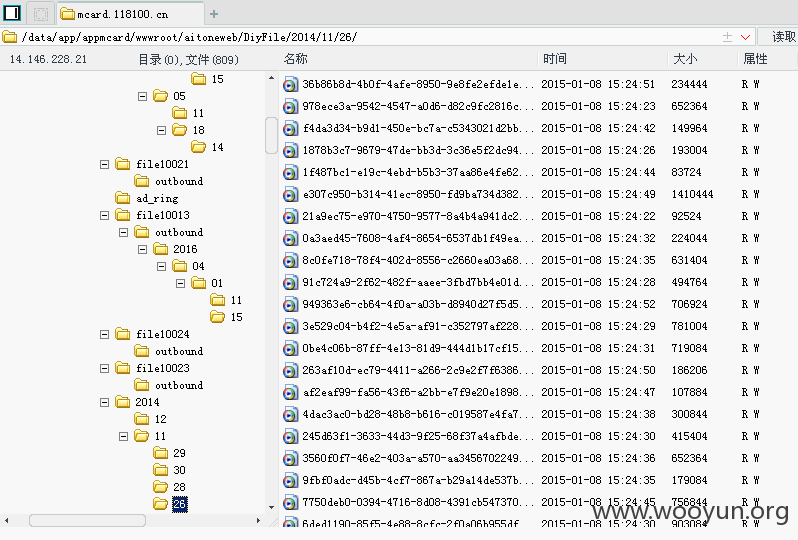 mcard.118100.cn
/data/app/appmcard/wwwroot/aitoneweb/DiyFile/2014/11/26/ 读取
14.146.228.21 目录(0),文件(809) 名称 时间 大小 属性
15
05
11
18
14
file10021
outbound
ad_ring
file10013
outbound
2016
04
01
11
15
file10024
outbound
file10023
outbound
2014
12
11
29
30
28
26
36b86b8d-4b0f-4afe-8950-9e8fe2efde1e... 2015-01-08 15:24:51 234444 R W
978ece3a-9542-4547-a0d6-d82c9fc2816c... 2015-01-08 15:24:23 652364 R W
f4da3d34-b9d1-450e-bc7a-c5343021d2bb... 2015-01-08 15:24:42 149964 R W
1878b3c7-9679-47de-bb3d-3c36e5f2dc94... 2015-01-08 15:24:26 193004 R W
1f487bc1-e19c-4ebd-b5b3-37aa86e4fe62... 2015-01-08 15:24:44 83724 R W
e307c950-b314-41ec-8950-fd9ba734d382... 2015-01-08 15:24:49 1410444 R W
21a9ec75-e970-4750-9577-8a4b4a941dc2... 2015-01-08 15:24:22 92524 R W
0a3aed45-7608-4af4-8654-6537db1f49ea... 2015-01-08 15:24:32 224044 R W
8c0fe718-78f4-402d-8556-c2660ea03a68... 2015-01-08 15:24:35 631404 R W
91c724a9-2f62-482f-aaee-3fbd7bb4e01d... 2015-01-08 15:24:28 494764 R W
949363e6-cb64-4f0a-a03b-d8940d27f5d5... 2015-01-08 15:24:52 706924 R W
3e529c04-b4f2-4e5a-af91-c352797af228... 2015-01-08 15:24:29 781004 R W
0be4c06b-87ff-4e13-81d9-444d1b17cf15... 2015-01-08 15:24:31 719084 R W
263af10d-ec79-4411-a266-2c9e2f7f6386... 2015-01-08 15:24:50 186206 R W
af2eaf99-fa56-43f6-a2bb-e7f9e20e1898... 2015-01-08 15:24:47 107884 R W
4dac3ac0-bd28-48b8-b616-c019587e4fa7... 2015-01-08 15:24:38 300844 R W
245d63f1-3633-44d3-9f25-68f37a4afbde... 2015-01-08 15:24:30 415404 R W
3560f0f7-46e2-403a-a570-aa3456702249... 2015-01-08 15:24:36 652364 R W
9fbf0adc-d45b-4cf7-867a-b29a14de537b... 2015-01-08 15:24:35 179084 R W
7750deb0-0394-4716-8d08-4391cb547370... 2015-01-08 15:24:45 756844 R W
6ded1190-85f5-4e88-8cfc-2f0a06b955df... 2015-01-08 15:24:30 903084 R W
www.wooyun.org